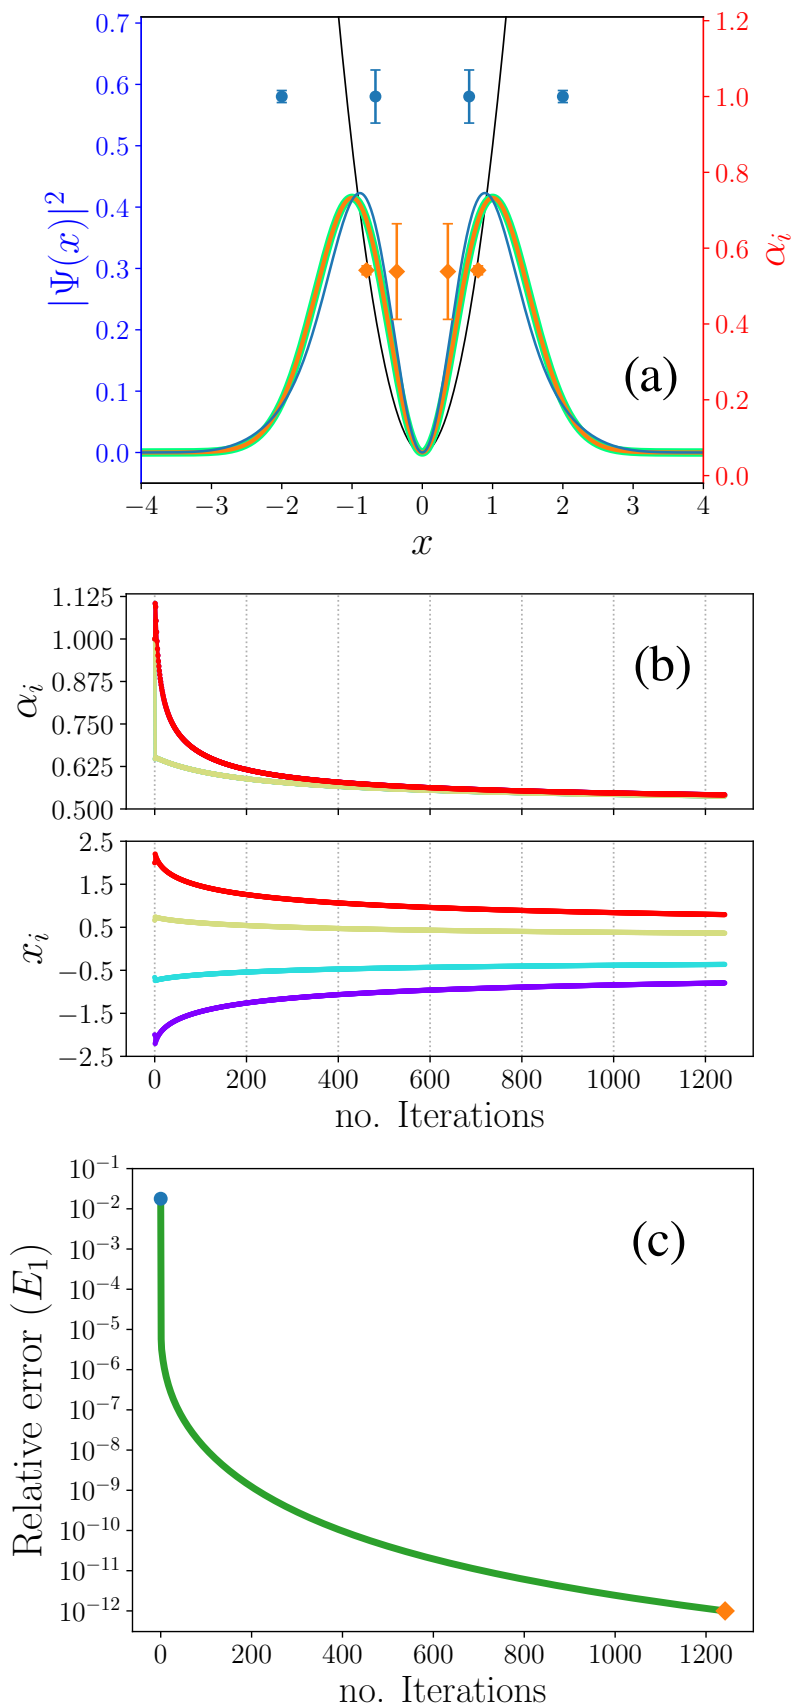 0.7
0.6
0.5
0.4
0.3
0.2
0.1
0.0
|Ψ(x)|²
1.2
1.0
0.8
0.6
0.4
0.2
0.0
α_i
(a)
−4 −3 −2 −1 0 1 2 3 4
x
1.125
1.000
0.875
0.750
0.625
0.500
α_i
(b)
2.5
1.5
0.5
−0.5
−1.5
−2.5
x_i
0 200 400 600 800 1000 1200
no. Iterations
10⁻¹
10⁻²
10⁻³
10⁻⁴
10⁻⁵
10⁻⁶
10⁻⁷
10⁻⁸
10⁻⁹
10⁻¹⁰
10⁻¹¹
10⁻¹²
Relative error (E₁)
(c)
0 200 400 600 800 1000 1200
no. Iterations